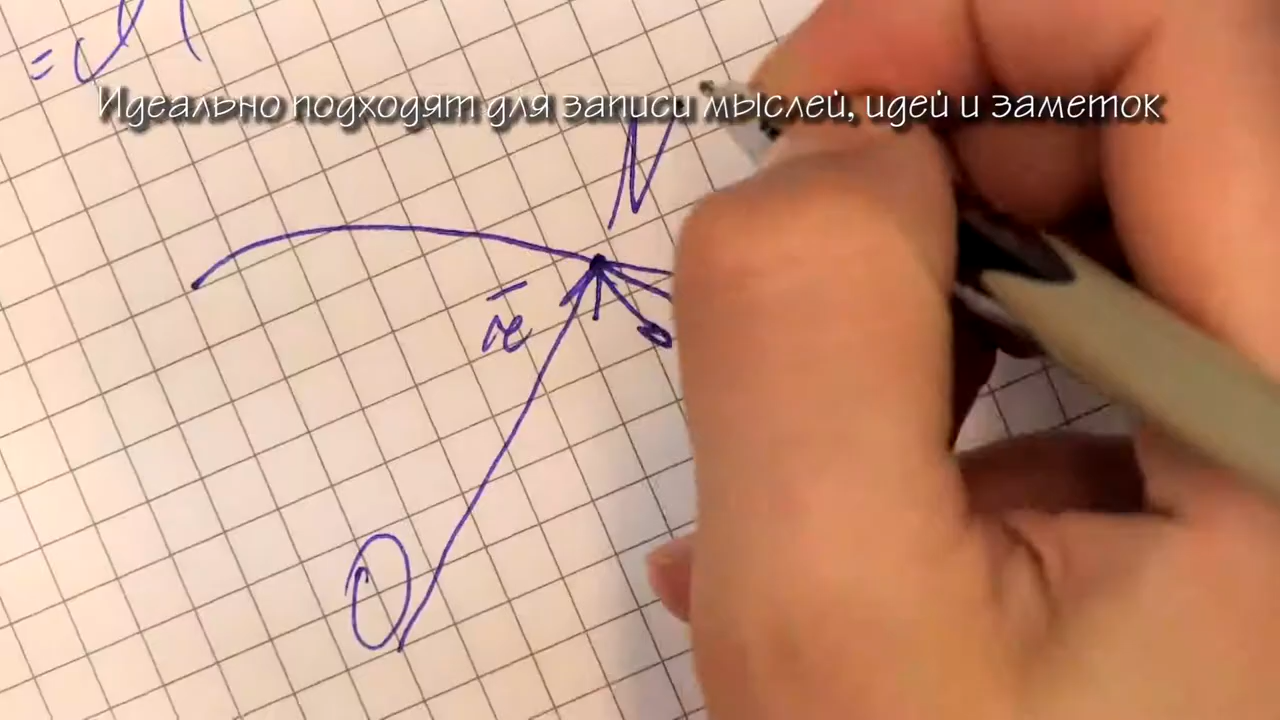 =
Идеально подходят для записи мыслей, идей и заметок
N
O